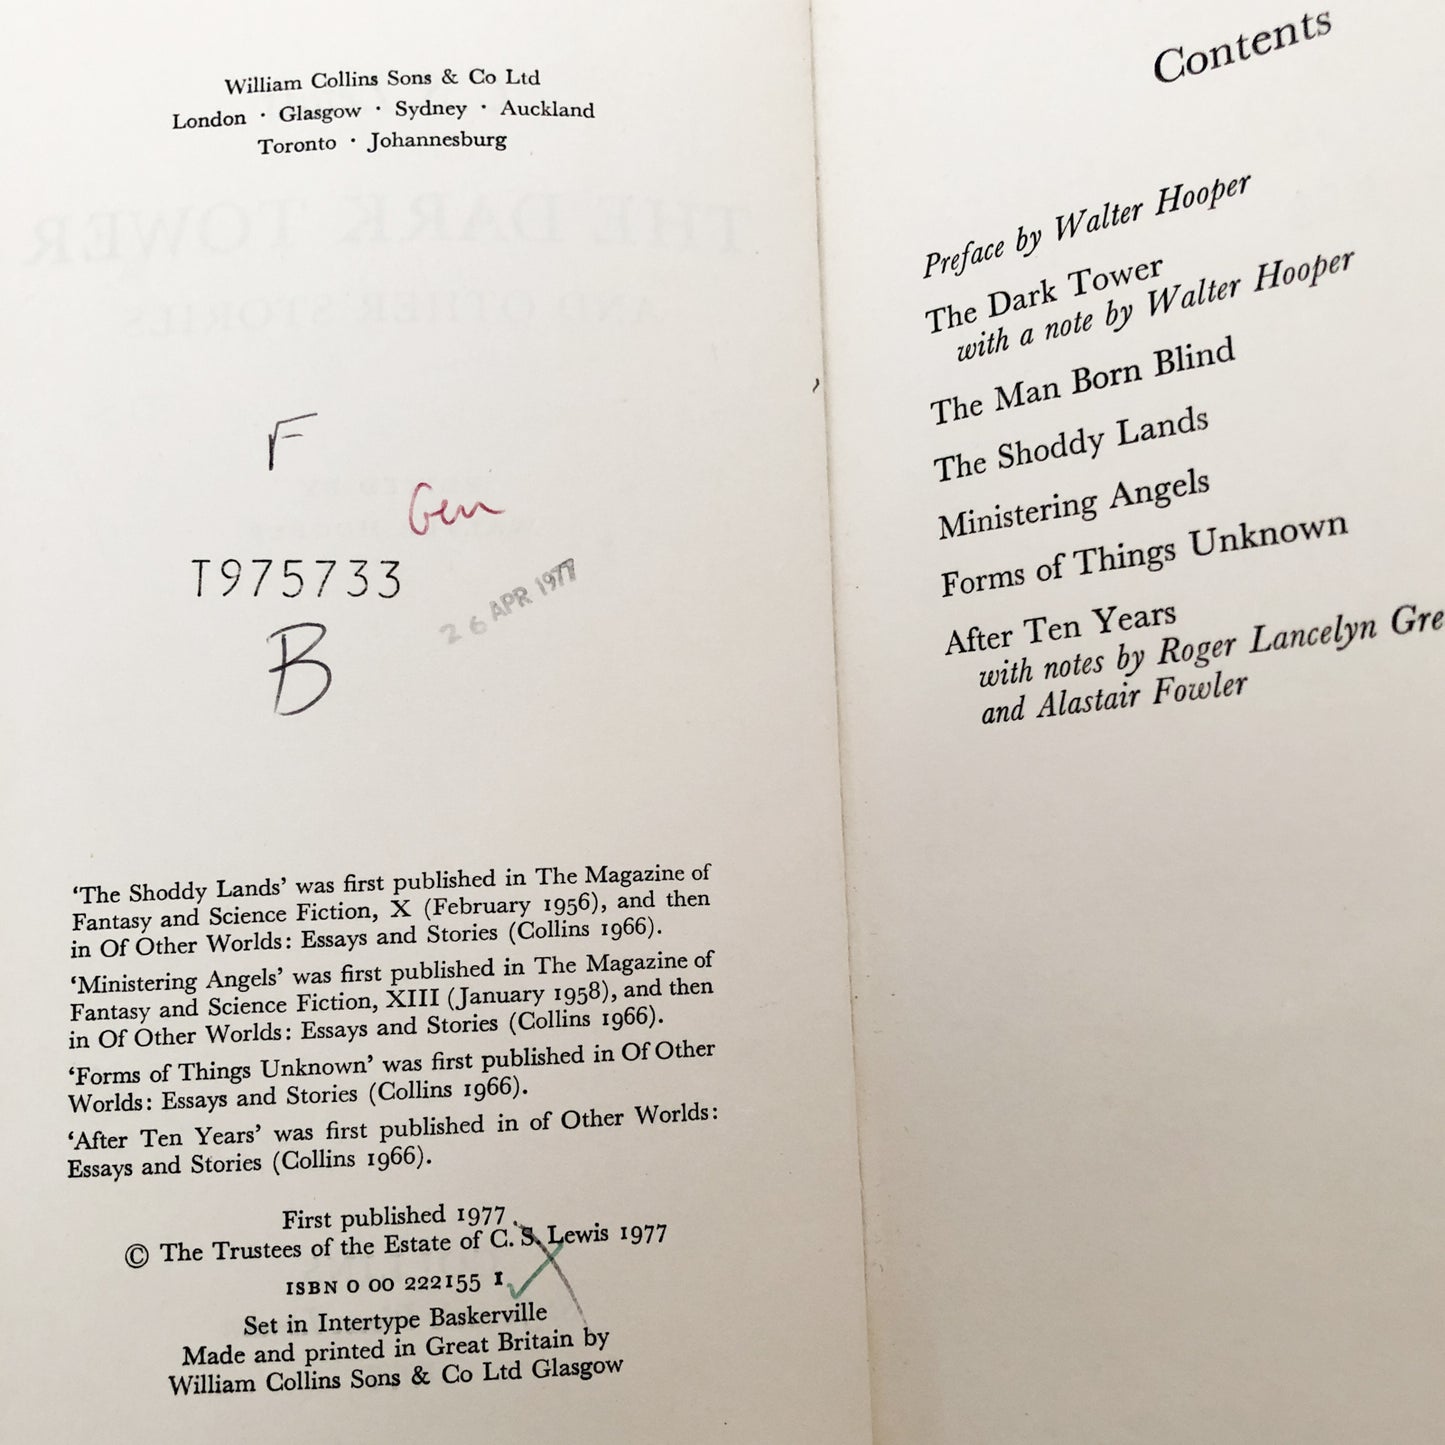 William Collins Sons & Co Ltd
London · Glasgow · Sydney · Auckland
Toronto · Johannesburg
THE DARK TOWER
AND OTHER STORIES
F
Gen
T975733
26 APR 1977
B
‘The Shoddy Lands’ was first published in The Magazine of
Fantasy and Science Fiction, X (February 1956), and then
in Of Other Worlds: Essays and Stories (Collins 1966).
‘Ministering Angels’ was first published in The Magazine of
Fantasy and Science Fiction, XIII (January 1958), and then
in Of Other Worlds: Essays and Stories (Collins 1966).
‘Forms of Things Unknown’ was first published in Of Other
Worlds: Essays and Stories (Collins 1966).
‘After Ten Years’ was first published in of Other Worlds:
Essays and Stories (Collins 1966).
First published 1977
© The Trustees of the Estate of C. S. Lewis 1977
ISBN 0 00 222155 1
Set in Intertype Baskerville
Made and printed in Great Britain by
William Collins Sons & Co Ltd Glasgow
Contents
Preface by Walter Hooper
The Dark Tower
with a note by Walter Hooper
The Man Born Blind
The Shoddy Lands
Ministering Angels
Forms of Things Unknown
After Ten Years
with notes by Roger Lancelyn Gre
and Alastair Fowler